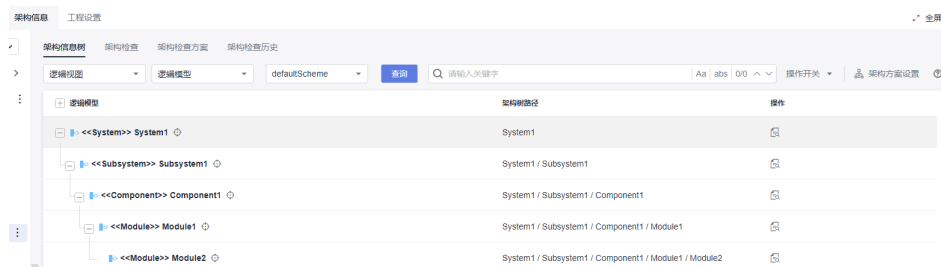 架构信息 工程设置 全屏
架构信息树 架构检查 架构检查方案 架构检查历史
逻辑视图 逻辑模型 defaultScheme 查询 请输入关键字 Aa abs 0/0 操作开关 架构方案设置
逻辑模型 架构树路径 操作
<<System>> System1 System1
<<Subsystem>> Subsystem1 System1 / Subsystem1
<<Component>> Component1 System1 / Subsystem1 / Component1
<<Module>> Module1 System1 / Subsystem1 / Component1 / Module1
<<Module>> Module2 System1 / Subsystem1 / Component1 / Module1 / Module2